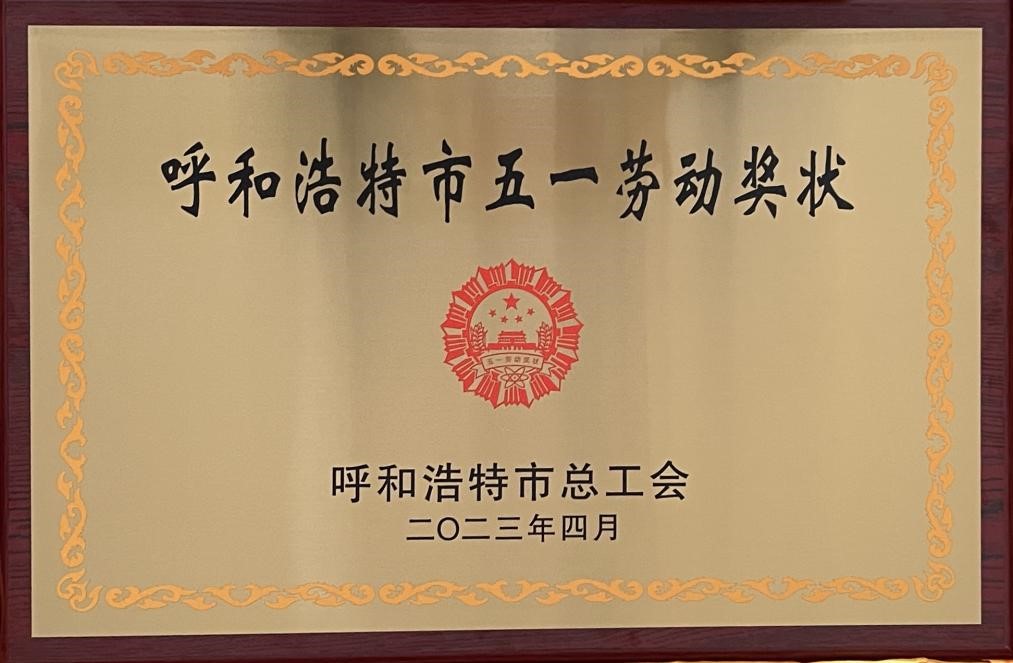 呼和浩特市五一劳动奖状
五一劳动奖状
呼和浩特市总工会
二〇二三年四月